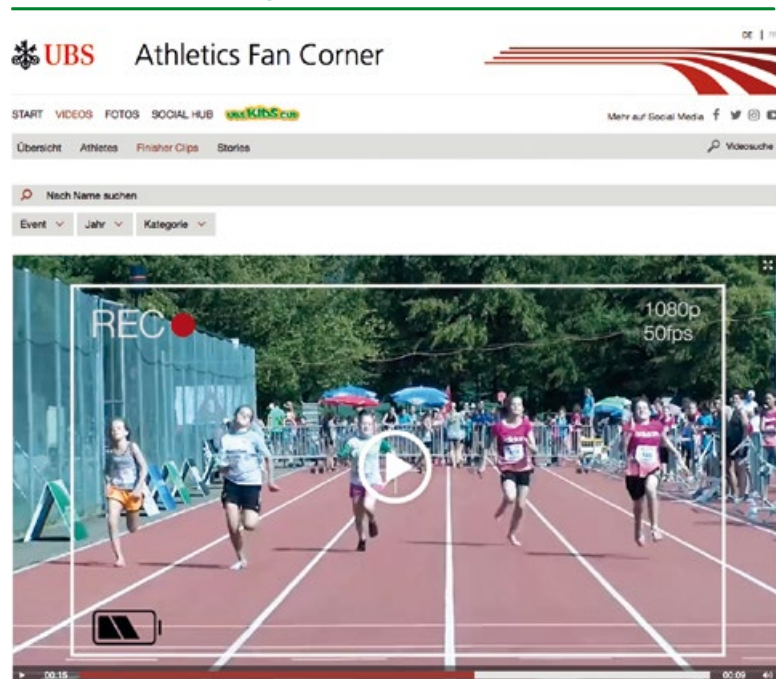 DE |
UBS Athletics Fan Corner
START VIDEOS FOTOS SOCIAL HUB UBS KIDS CUP
Mehr auf Social Media
Übersicht Athletes Finisher Clips Stories
Videosuche
Nach Name suchen
Event Jahr Kategorie
REC
1080p
50fps
00:15
00:09